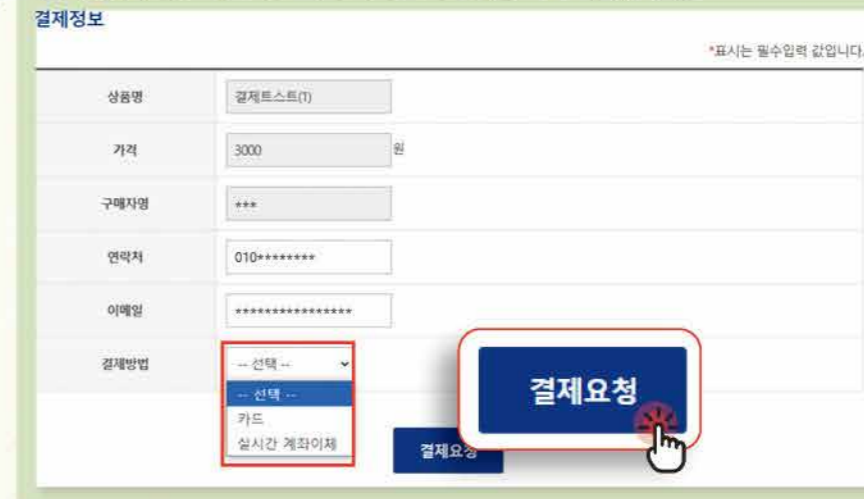 결제정보
*표시는 필수입력 값입니다.
상품명 결제트스트(1)
가격 3000 원
구매자명 ***
연락처 010********
이메일 ****************
결제방법 -- 선택 --
-- 선택 --
카드
실시간 계좌이체
결제요청
결제요청